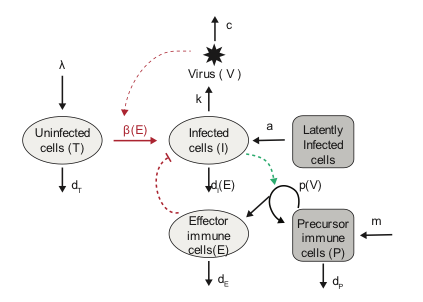 c
λ
Virus ( V )
k
β(E)
a
Uninfected
cells (T)
Infected
cells (I)
Latently
Infected
cells
d_T
d_I(E)
p(V)
Effector
immune
cells(E)
Precursor
immune
cells (P)
m
d_E
d_P